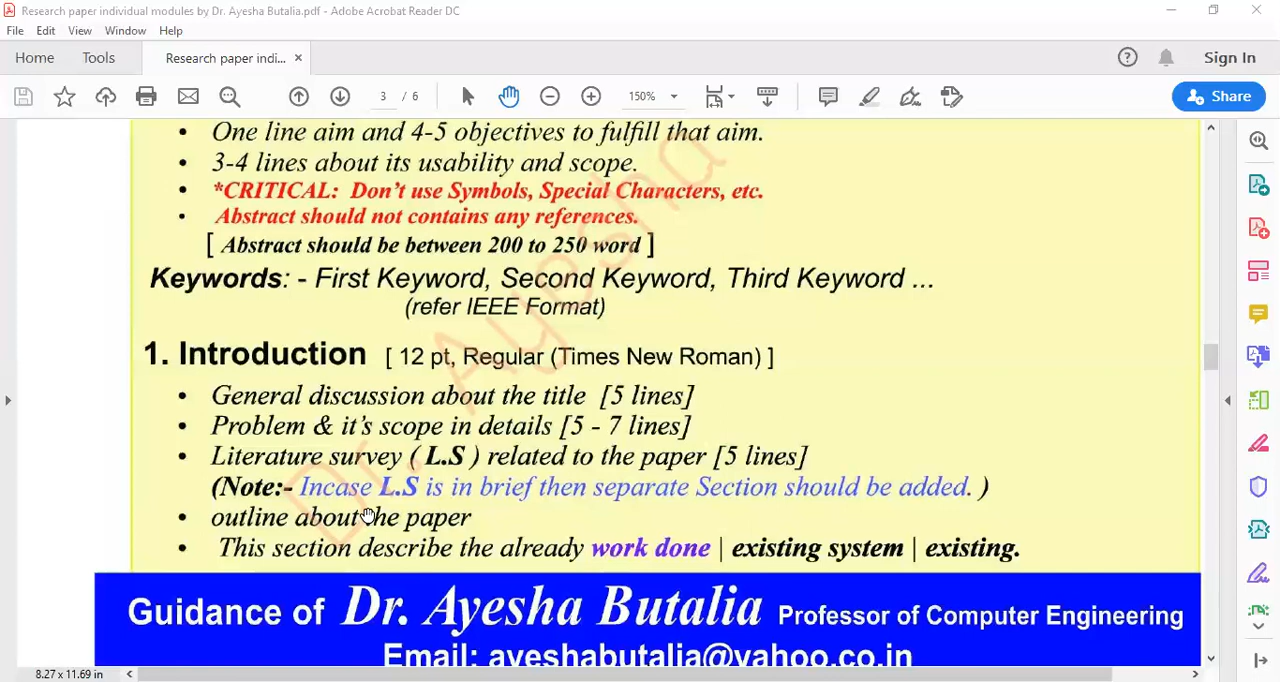 Research paper individual modules by Dr. Ayesha Butalia.pdf - Adobe Acrobat Reader DC
File Edit View Window Help
Home Tools Research paper indi... × Sign In
3 / 6 150% Share
• One line aim and 4-5 objectives to fulfill that aim.
• 3-4 lines about its usability and scope.
• *CRITICAL: Don't use Symbols, Special Characters, etc.
• Abstract should not contains any references.
[ Abstract should be between 200 to 250 word ]
Keywords: - First Keyword, Second Keyword, Third Keyword ...
(refer IEEE Format)
1. Introduction [ 12 pt, Regular (Times New Roman) ]
• General discussion about the title [5 lines]
• Problem & it's scope in details [5 - 7 lines]
• Literature survey ( L.S ) related to the paper [5 lines]
(Note:- Incase L.S is in brief then separate Section should be added. )
• outline about the paper
• This section describe the already work done | existing system | existing.
Dr. Ayesha
Guidance of Dr. Ayesha Butalia Professor of Computer Engineering
Email: ayeshabutalia@yahoo.co.in
8.27 x 11.69 in